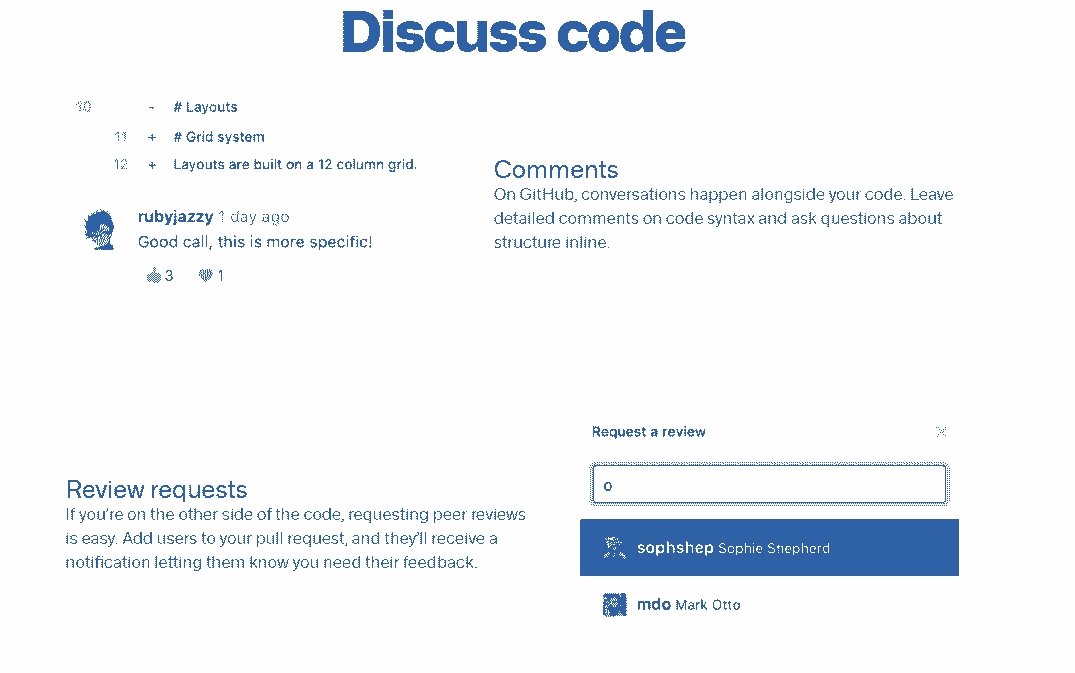 Discuss code
10 - # Layouts
11 + # Grid system
12 + Layouts are built on a 12 column grid.
rubyjazzy 1 day ago
Good call, this is more specific!
3 1
Comments
On GitHub, conversations happen alongside your code. Leave
detailed comments on code syntax and ask questions about
structure inline.
Review requests
If you're on the other side of the code, requesting peer reviews
is easy. Add users to your pull request, and they'll receive a
notification letting them know you need their feedback.
Request a review
o
sophshep Sophie Shepherd
mdo Mark Otto